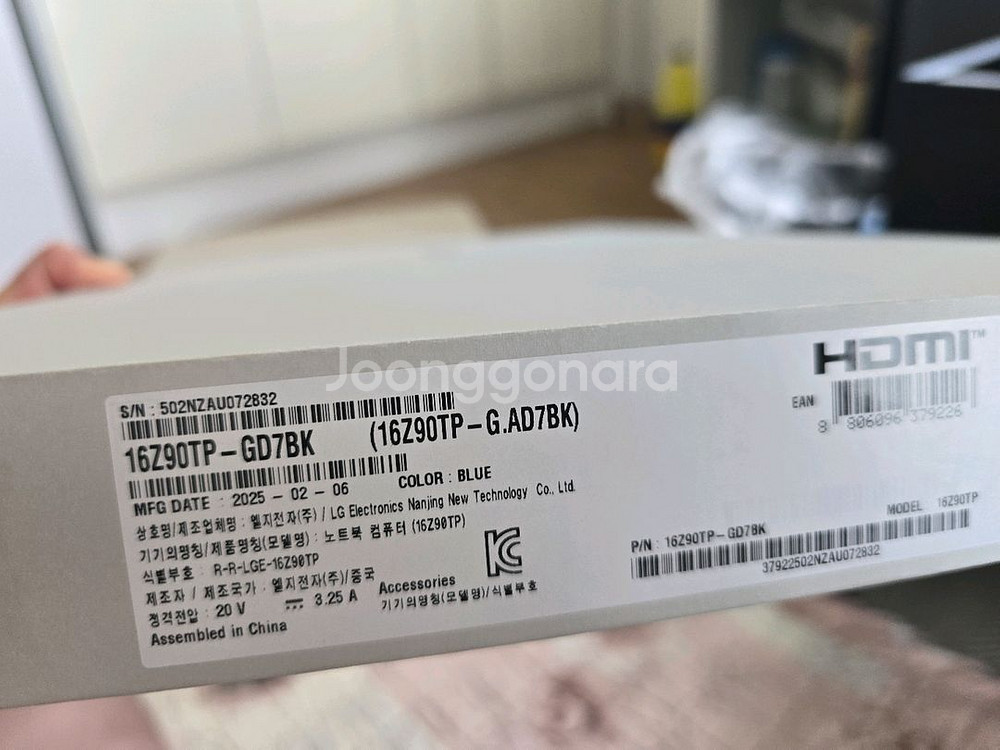 Joonggonara
HDMI™
S/N : 502NZAU072832
EAN
8 806096 379226
16Z90TP-GD7BK (16Z90TP-G.AD7BK)
MFG DATE : 2025 - 02 - 06 COLOR : BLUE
상호명/제조업체명 : 엘지전자(주) / LG Electronics Nanjing New Technology Co., Ltd.
기기의명칭/제품명칭(모델명) : 노트북 컴퓨터 (16Z90TP)
식별부호 : R-R-LGE-16Z90TP
제조자 / 제조국가 : 엘지전자(주)/중국
정격전압 : 20 V ⎓ 3.25 A
Assembled in China
Accessories
기기의명칭(모델명)/식별부호
MODEL 16Z90TP
P/N : 16Z90TP-GD7BK
37922502NZAU072832